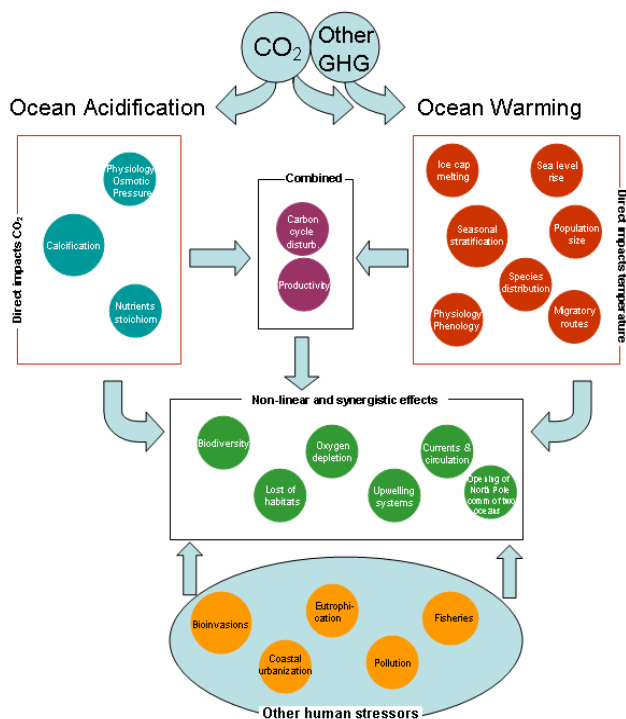 CO2
Other
GHG
Ocean Acidification
Ocean Warming
Direct impacts CO2
Physiology
Osmotic
Pressure
Calcification
Nutrients
stoichiom
Combined
Carbon
cycle
disturb.
Productivity
Direct impacts temperature
Ice cap
melting
Sea level
rise
Seasonal
stratification
Population
size
Species
distribution
Physiology
Phenology
Migratory
routes
Non-linear and synergistic effects
Biodiversity
Oxygen
depletion
Currents &
circulation
Lost of
habitats
Upwelling
systems
Opening of
North Pole
comm of two
oceans
Bioinvasions
Eutrophi-
cation
Fisheries
Coastal
urbanization
Pollution
Other human stressors